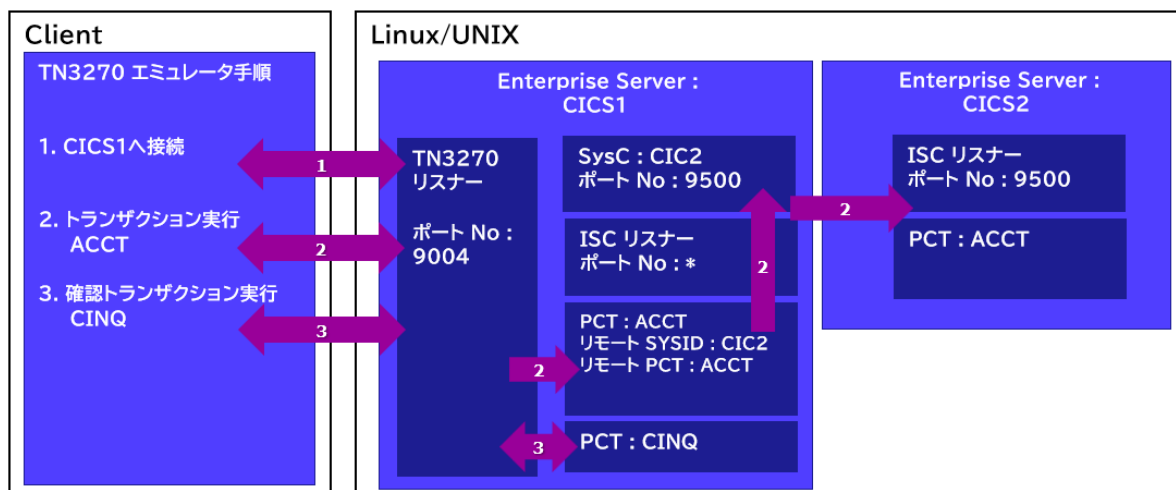 Client
TN3270 エミュレータ手順
1. CICS1へ接続
2. トランザクション実行
ACCT
3. 確認トランザクション実行
CINQ
1
2
3
Linux/UNIX
Enterprise Server :
CICS1
TN3270
リスナー
ポート No :
9004
SysC : CIC2
ポート No : 9500
ISC リスナー
ポート No : *
2
PCT : ACCT
リモート SYSID : CIC2
リモート PCT : ACCT
2
PCT : CINQ
3
2
Enterprise Server :
CICS2
ISC リスナー
ポート No : 9500
PCT : ACCT